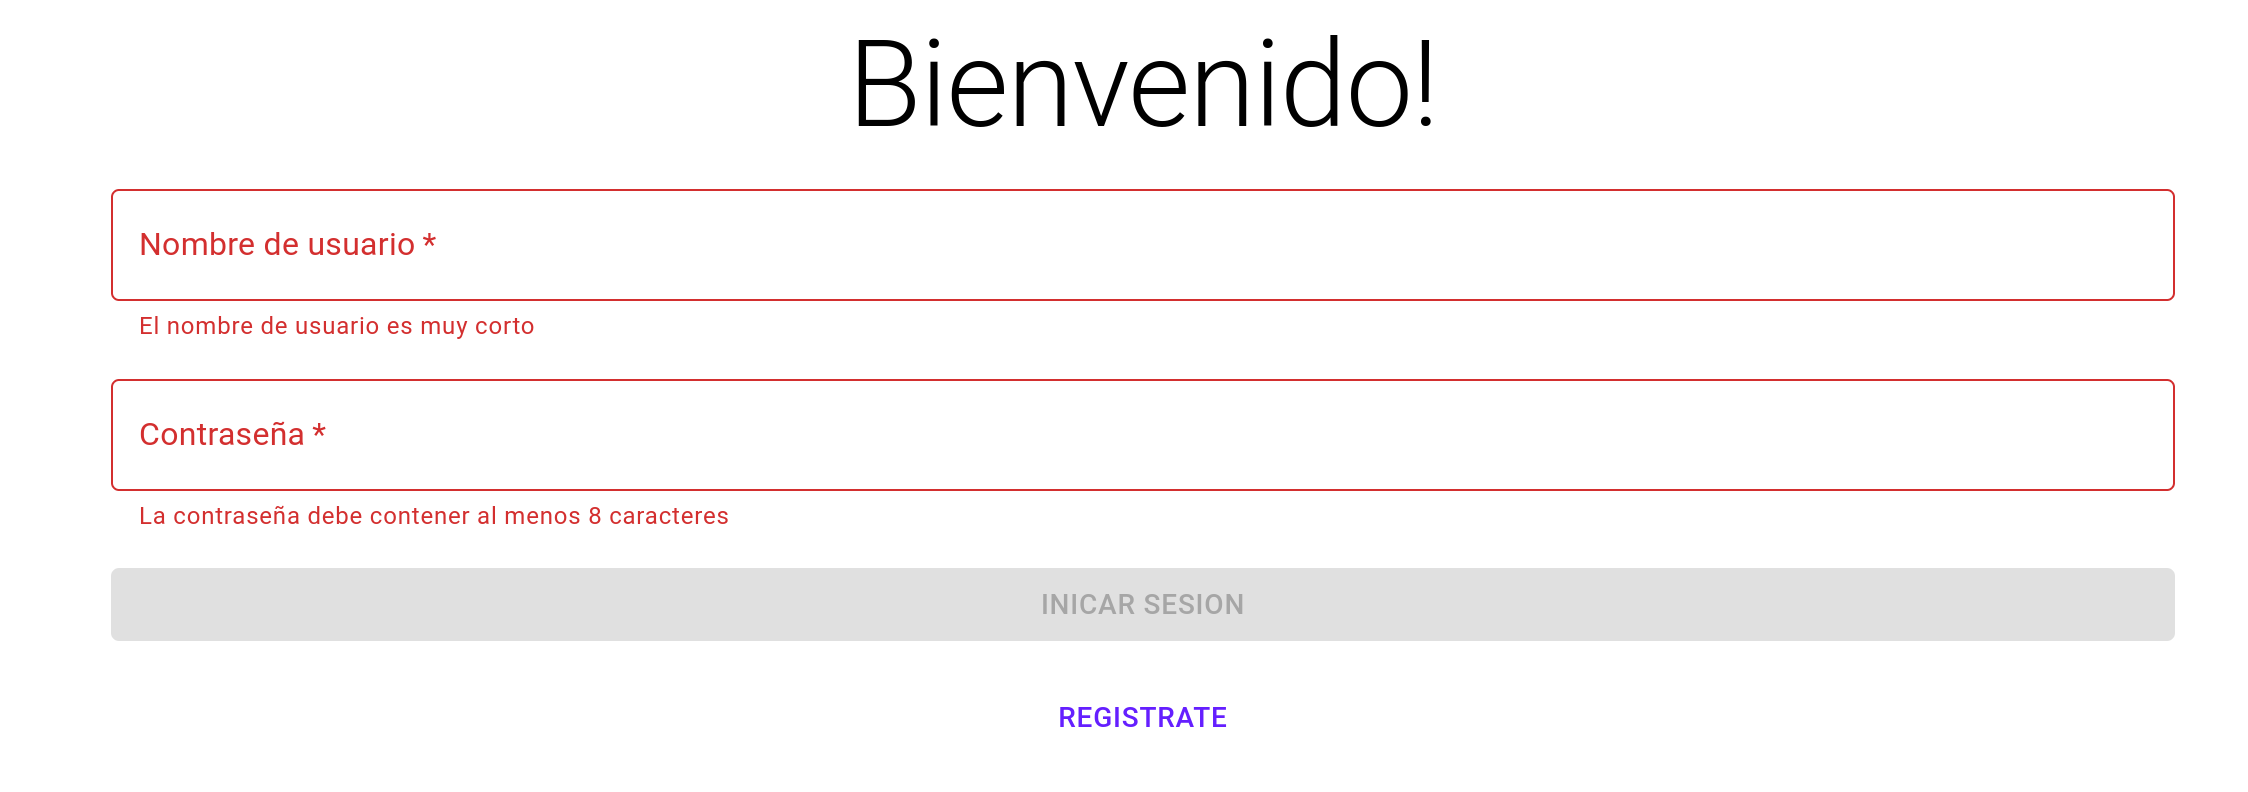 Bienvenido!
Nombre de usuario *
El nombre de usuario es muy corto
Contraseña *
La contraseña debe contener al menos 8 caracteres
INICAR SESION
REGISTRATE